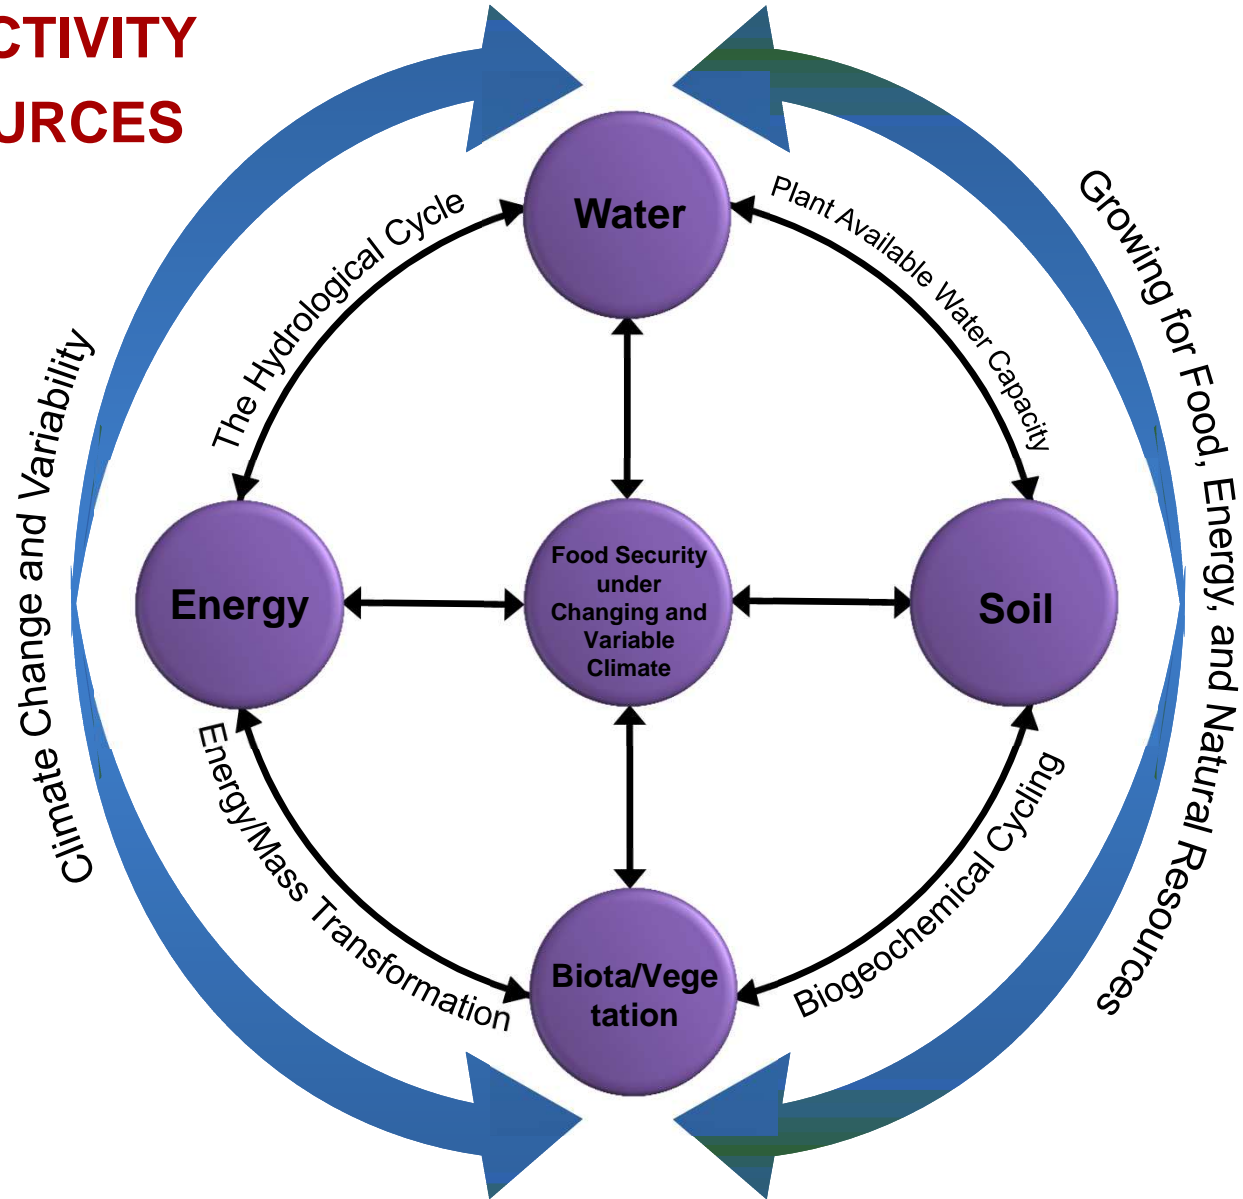 CTIVITY
URCES
Water
The Hydrological Cycle
Plant Available Water Capacity
Climate Change and Variability
Growing for Food, Energy, and Natural Resources
Energy
Food Security
under
Changing and
Variable
Climate
Soil
Energy/Mass Transformation
Biogeochemical Cycling
Biota/Vege
tation